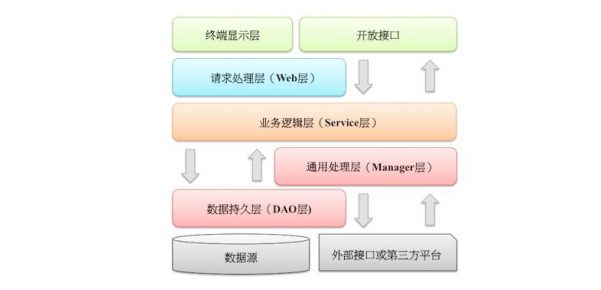 终端显示层
开放接口
请求处理层（Web层）
业务逻辑层（Service层）
通用处理层（Manager层）
数据持久层（DAO层)
数据源
外部接口或第三方平台